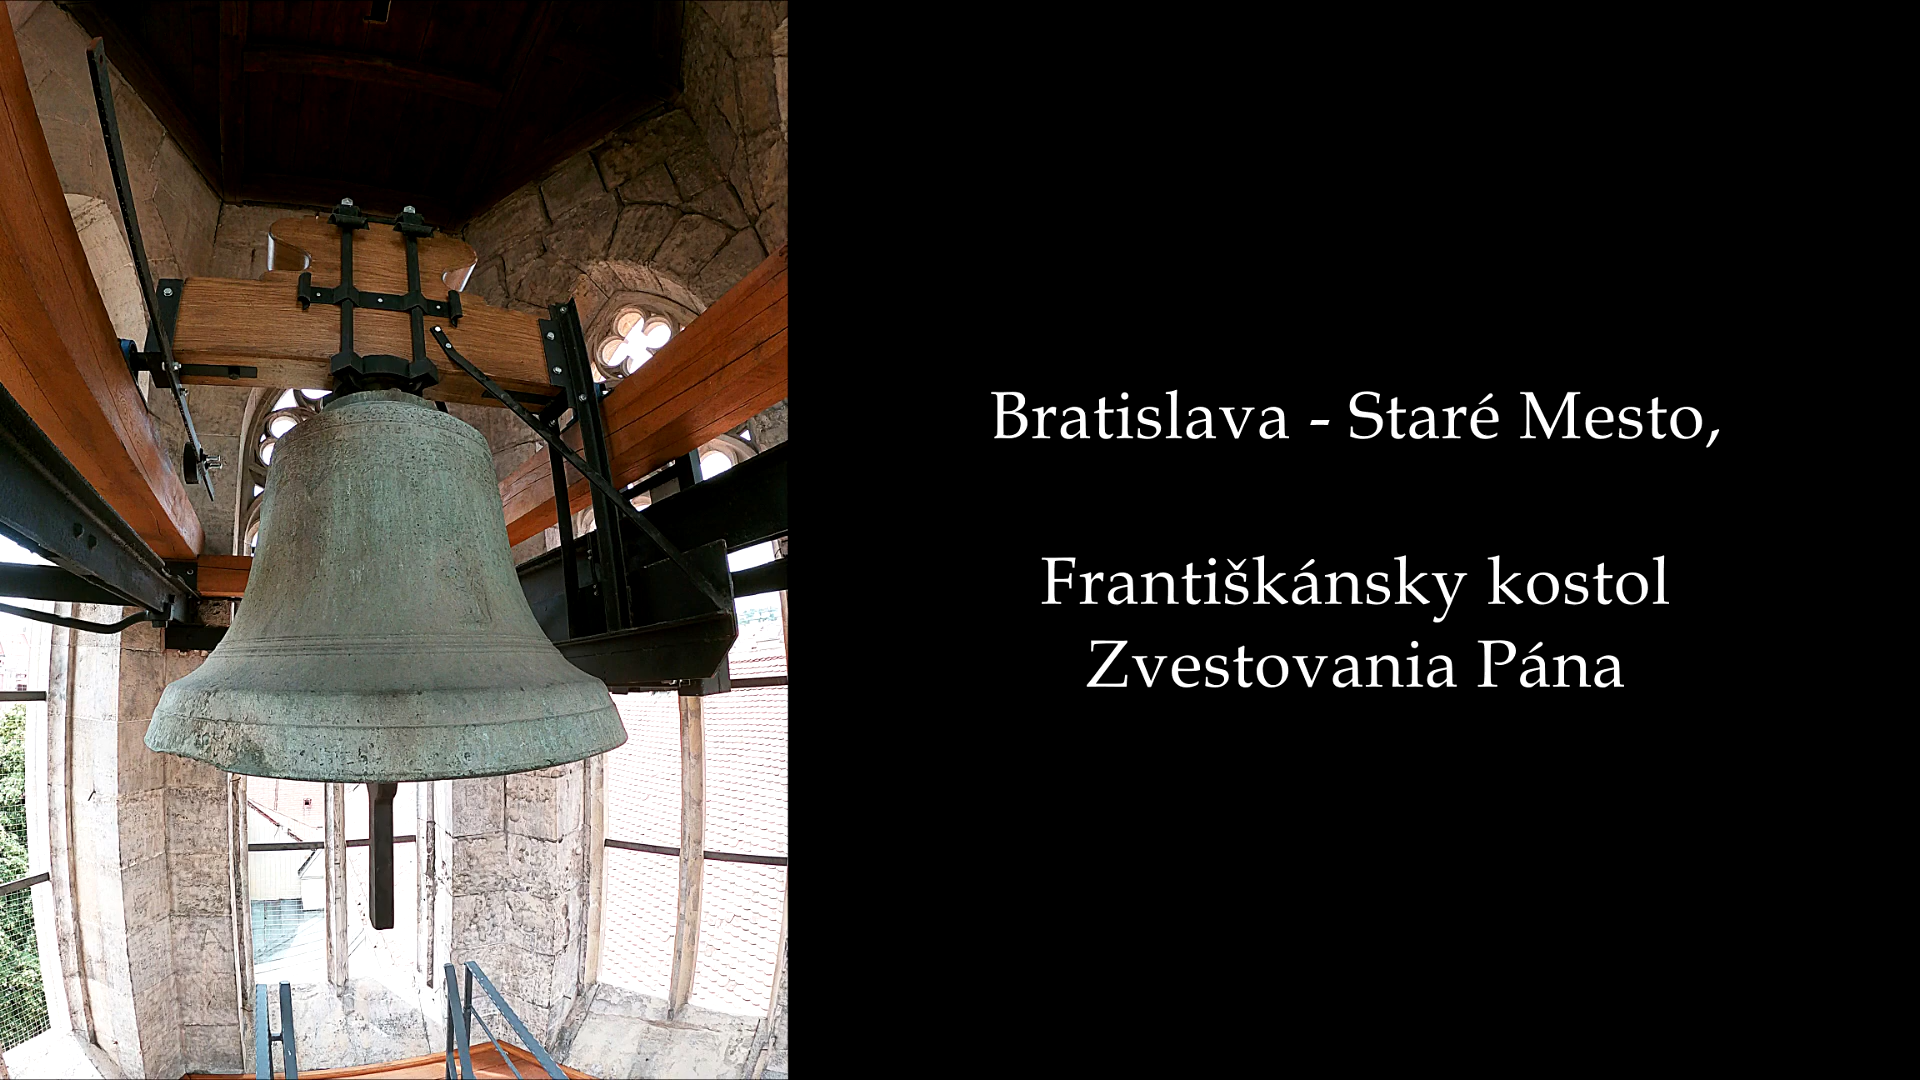 Bratislava - Staré Mesto,
Františkánsky kostol
Zvestovania Pána